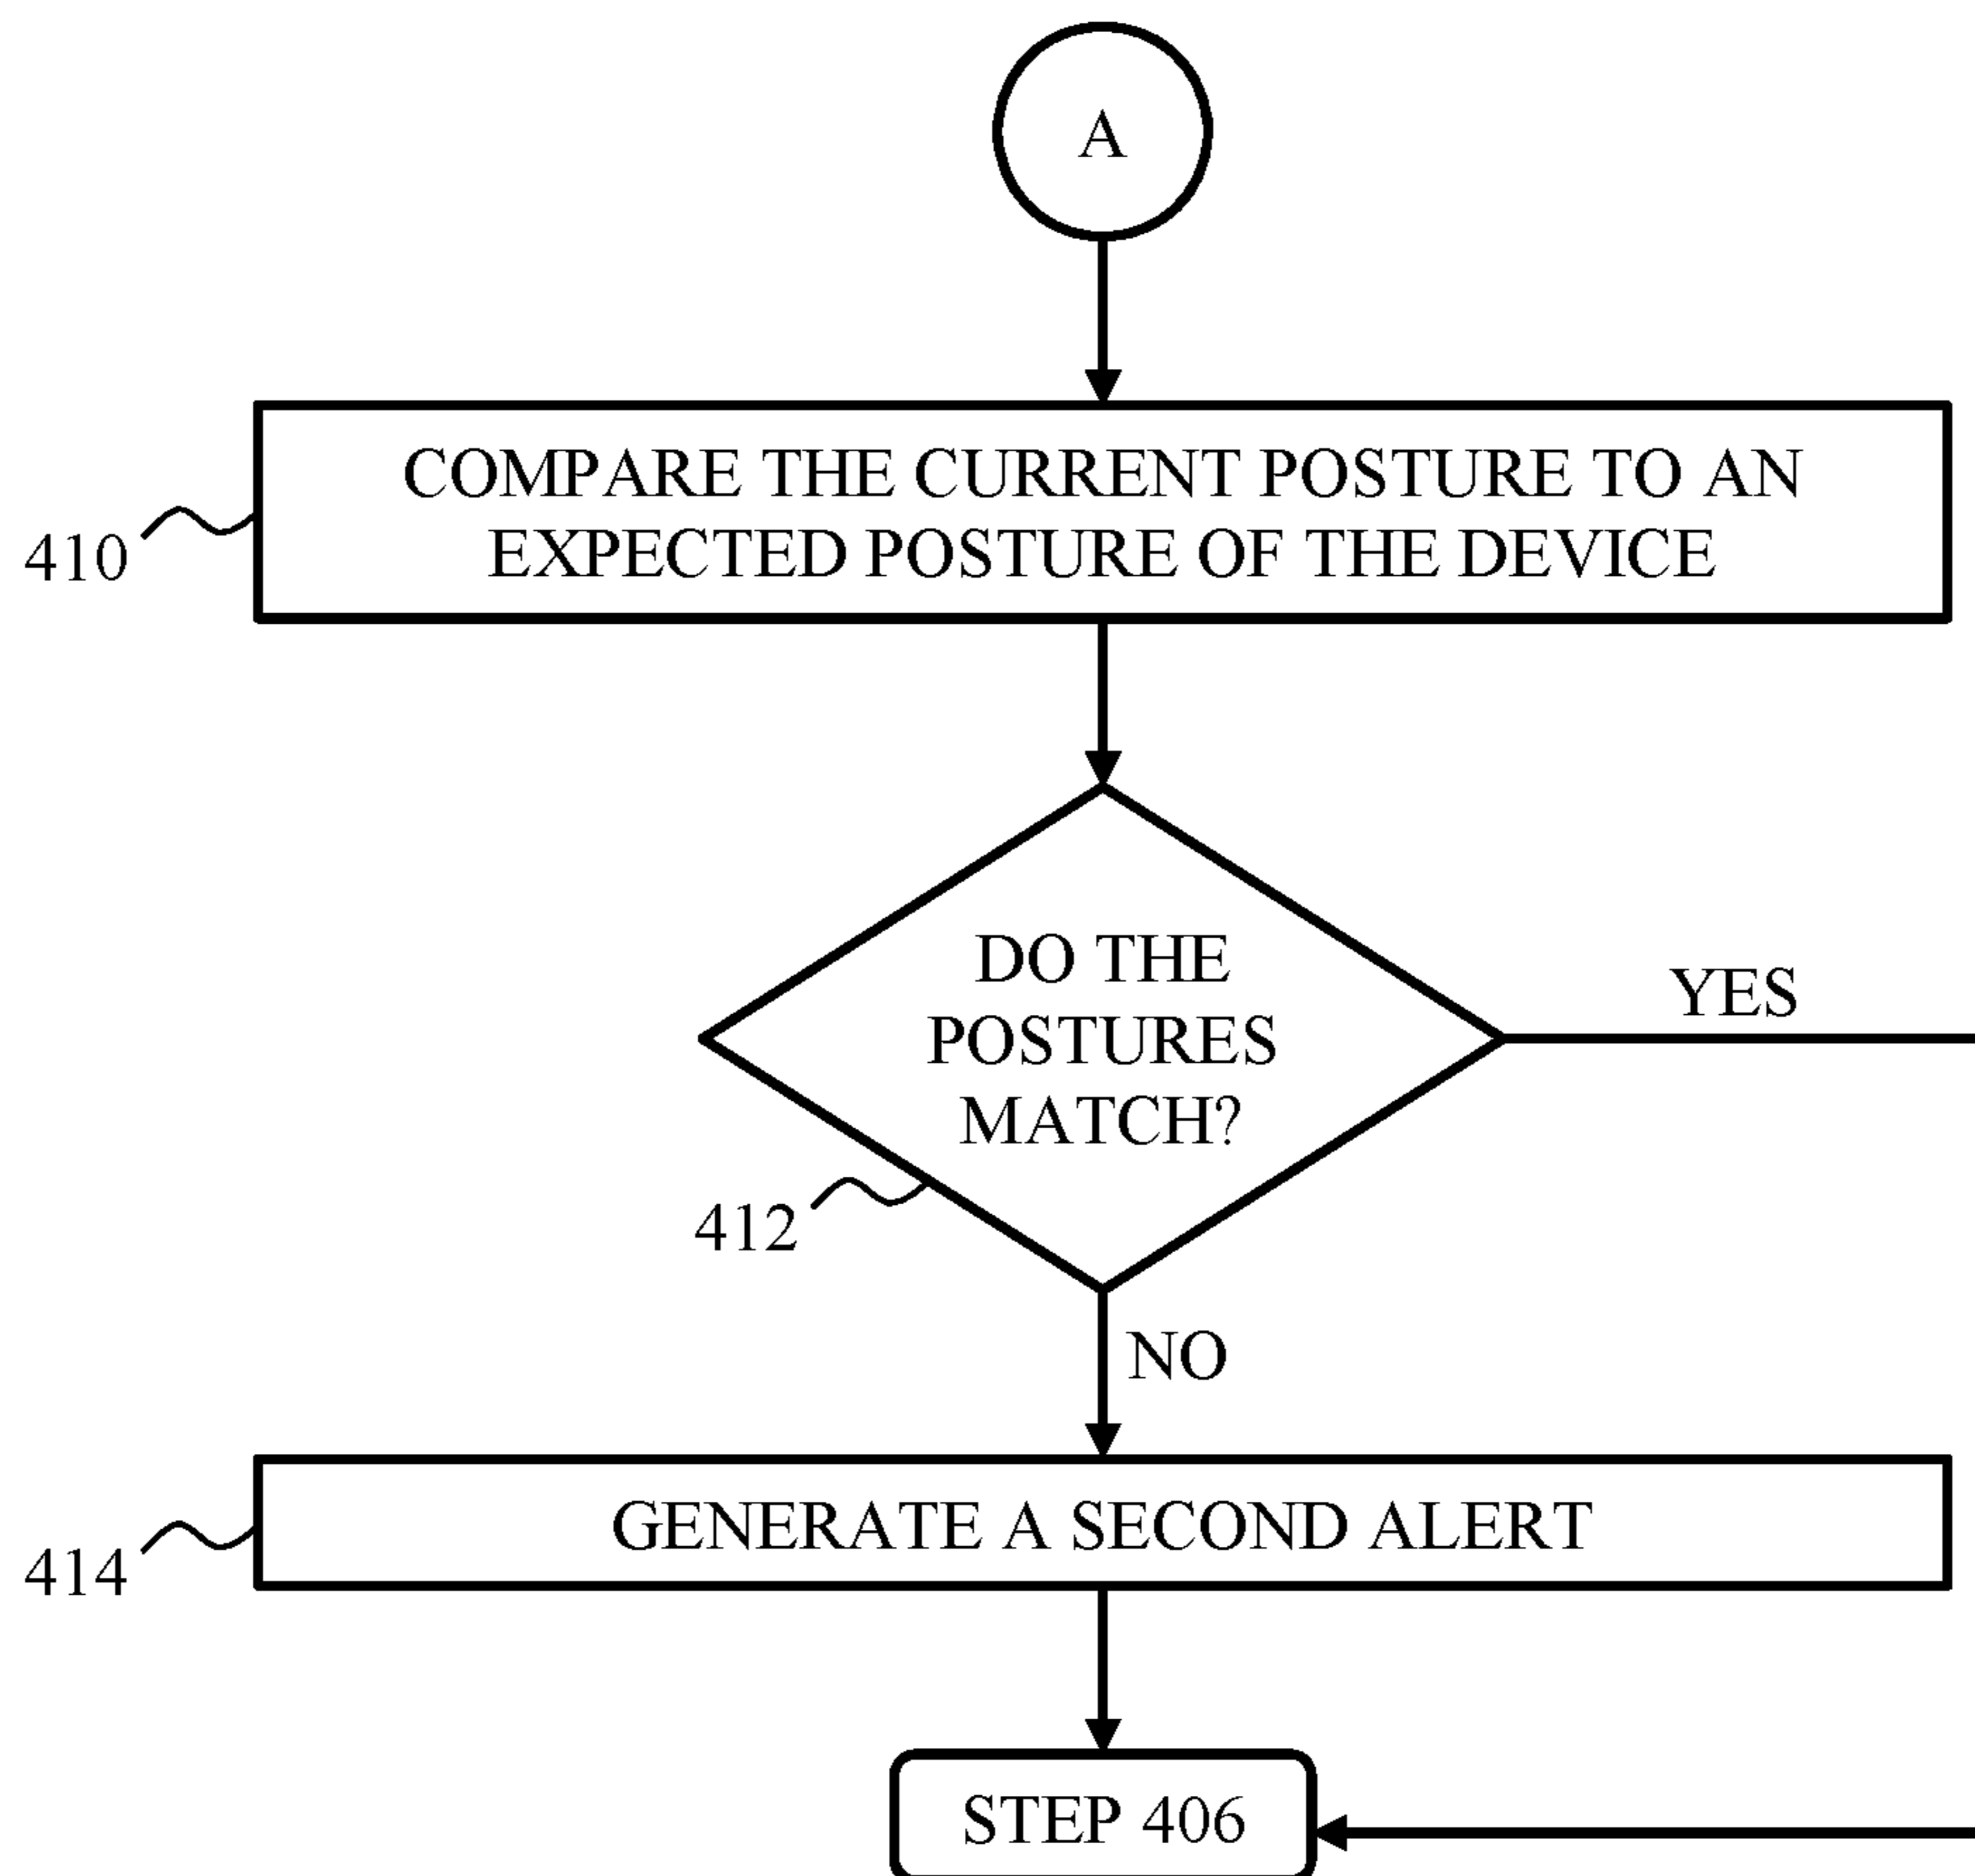 A
COMPARE THE CURRENT POSTURE TO AN
EXPECTED POSTURE OF THE DEVICE
410
DO THE
POSTURES
MATCH?
YES
412
NO
GENERATE A SECOND ALERT
414
STEP 406